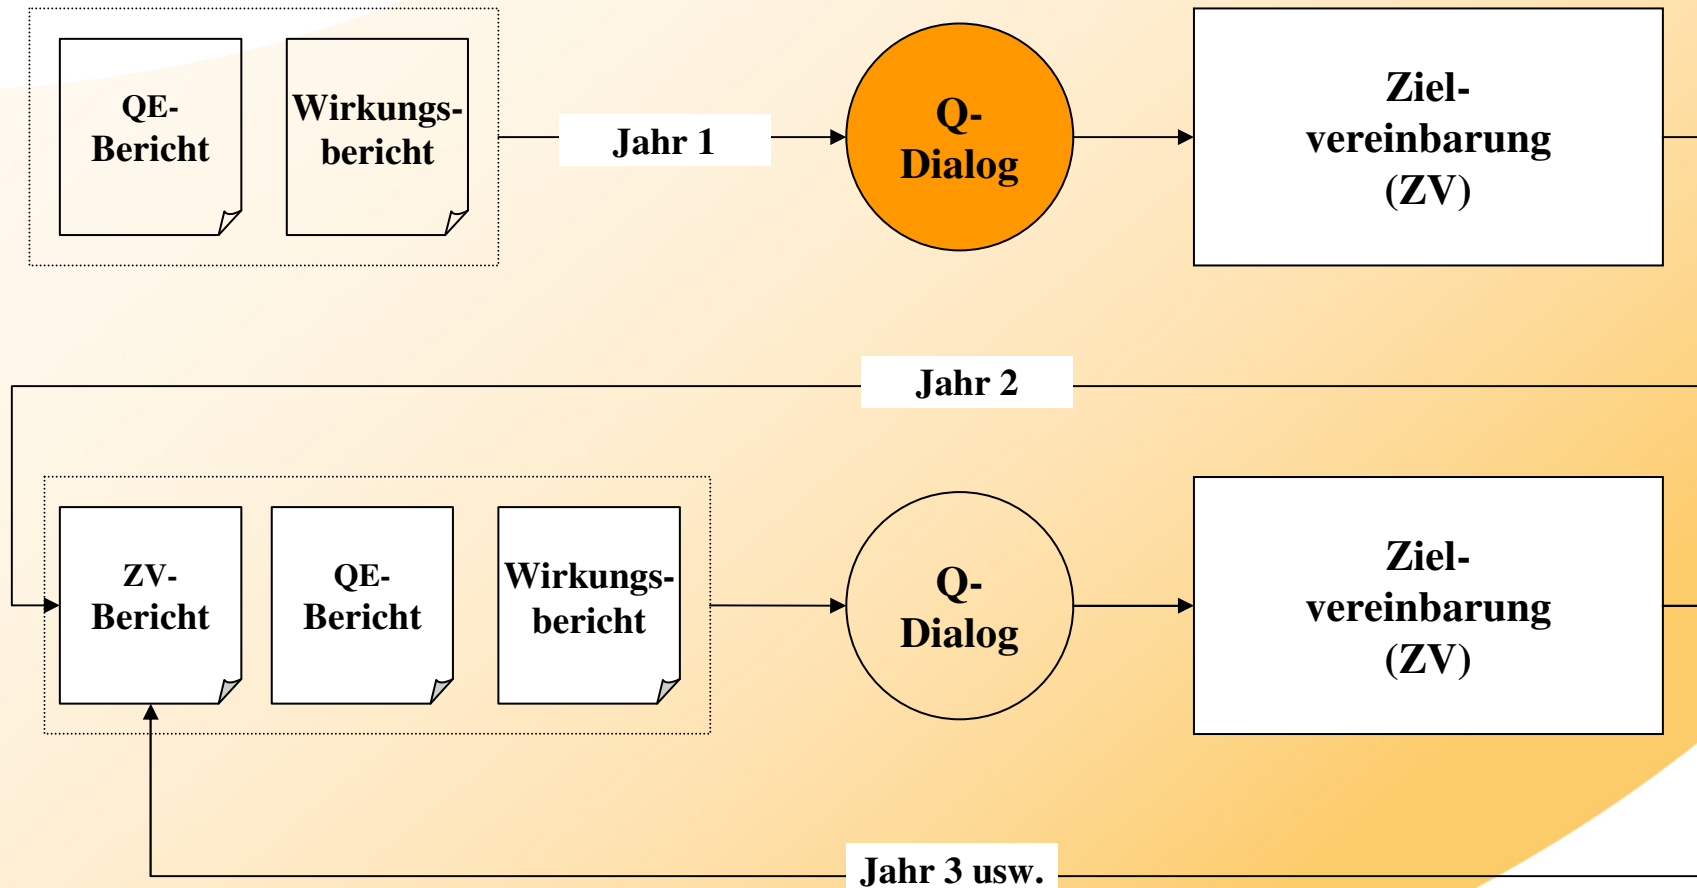 QE-
Bericht
Wirkungs-
bericht
Jahr 1
Q-
Dialog
Ziel-
vereinbarung
(ZV)
Jahr 2
ZV-
Bericht
QE-
Bericht
Wirkungs-
bericht
Q-
Dialog
Ziel-
vereinbarung
(ZV)
Jahr 3 usw.